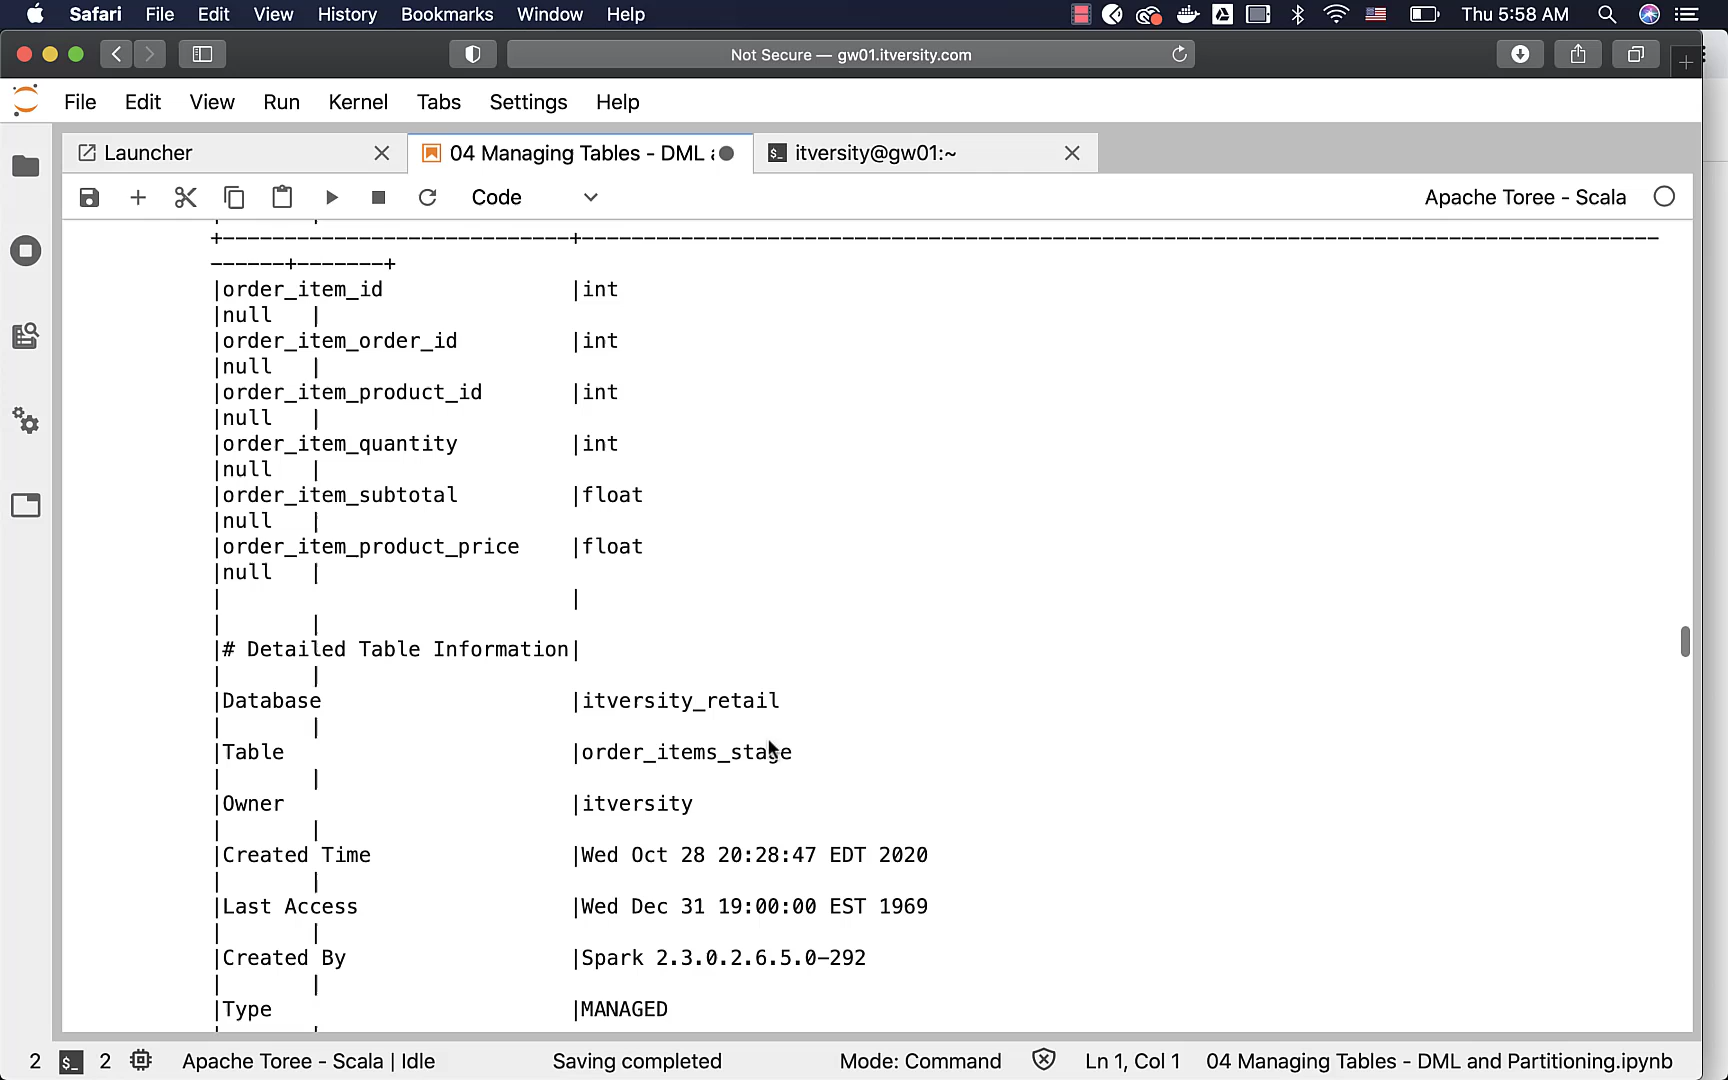 Safari File Edit View History Bookmarks Window Help Thu 5:58 AM
Not Secure — gw01.itversity.com
File Edit View Run Kernel Tabs Settings Help
Launcher 04 Managing Tables - DML itversity@gw01:~
Code Apache Toree - Scala
+----------------------------+---------------------------------------------------------------------------------------
------+-------+
|order_item_id |int
|null |
|order_item_order_id |int
|null |
|order_item_product_id |int
|null |
|order_item_quantity |int
|null |
|order_item_subtotal |float
|null |
|order_item_product_price |float
|null |
| |
| |
|# Detailed Table Information|
| |
|Database |itversity_retail
| |
|Table |order_items_stage
| |
|Owner |itversity
| |
|Created Time |Wed Oct 28 20:28:47 EDT 2020
| |
|Last Access |Wed Dec 31 19:00:00 EST 1969
| |
|Created By |Spark 2.3.0.2.6.5.0-292
| |
|Type |MANAGED
2 $_ 2 Apache Toree - Scala | Idle Saving completed Mode: Command Ln 1, Col 1 04 Managing Tables - DML and Partitioning.ipynb